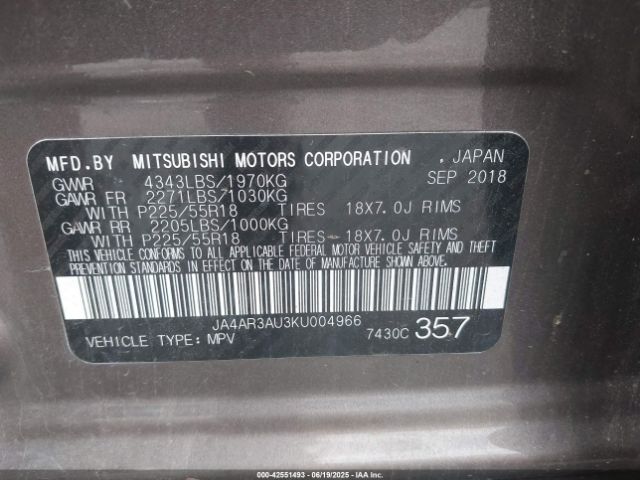 MFD.BY MITSUBISHI MOTORS CORPORATION , JAPAN
GVWR 4343LBS/1970KG SEP 2018
GAWR FR 2271LBS/1030KG
WITH P225/55R18 TIRES 18X7.0J RIMS
GAWR RR 2205LBS/1000KG
WITH P225/55R18 TIRES 18X7.0J RIMS
THIS VEHICLE CONFORMS TO ALL APPLICABLE FEDERAL MOTOR VEHICLE SAFETY AND THEFT
PREVENTION STANDARDS IN EFFECT ON THE DATE OF MANUFACTURE SHOWN ABOVE.
JA4AR3AU3KU004966
VEHICLE TYPE: MPV 7430C 357
000-42551493 - 06/19/2025 - IAA Inc.